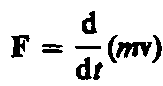 F = d/dt (mv)